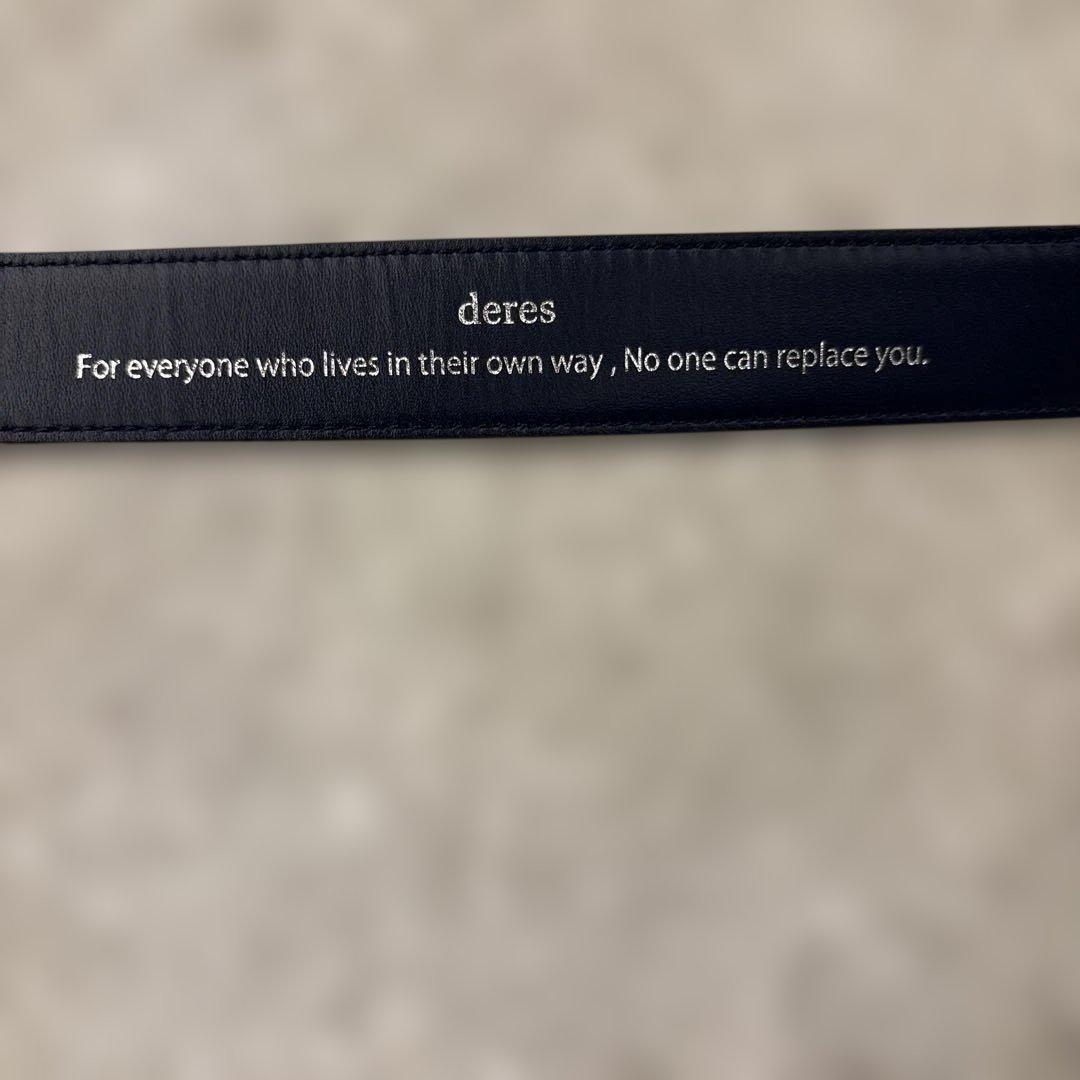 deres
For everyone who lives in their own way , No one can replace you.